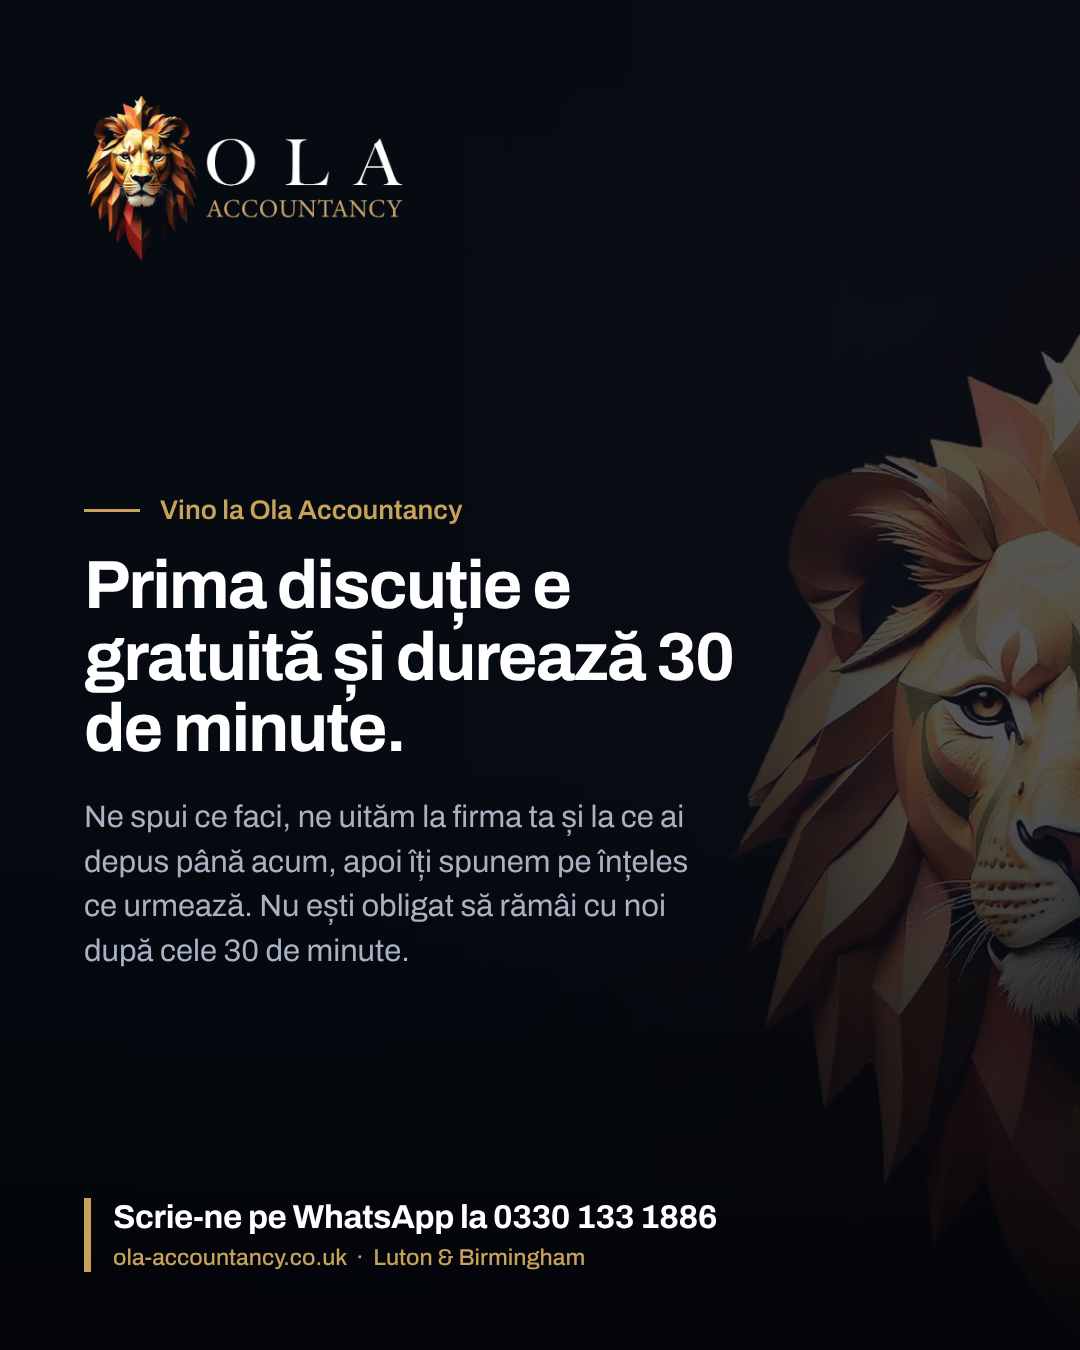 OLA
ACCOUNTANCY
Vino la Ola Accountancy
Prima discuție e
gratuită și durează 30
de minute.
Ne spui ce faci, ne uităm la firma ta și la ce ai
depus până acum, apoi îți spunem pe înțeles
ce urmează. Nu ești obligat să rămâi cu noi
după cele 30 de minute.
Scrie-ne pe WhatsApp la 0330 133 1886
ola-accountancy.co.uk · Luton & Birmingham